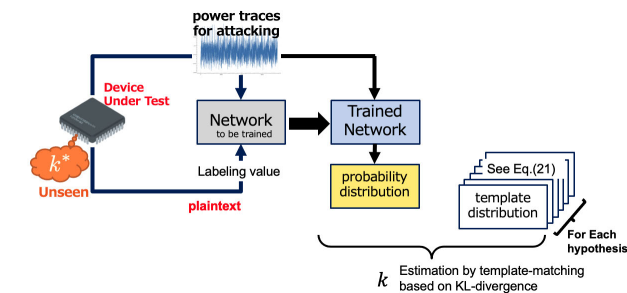 power traces
for attacking
Device
Under Test
k*
Unseen
Network
to be trained
Trained
Network
Labeling value
plaintext
probability
distribution
See Eq.(21)
template
distribution
For Each
hypothesis
k Estimation by template-matching
based on KL-divergence